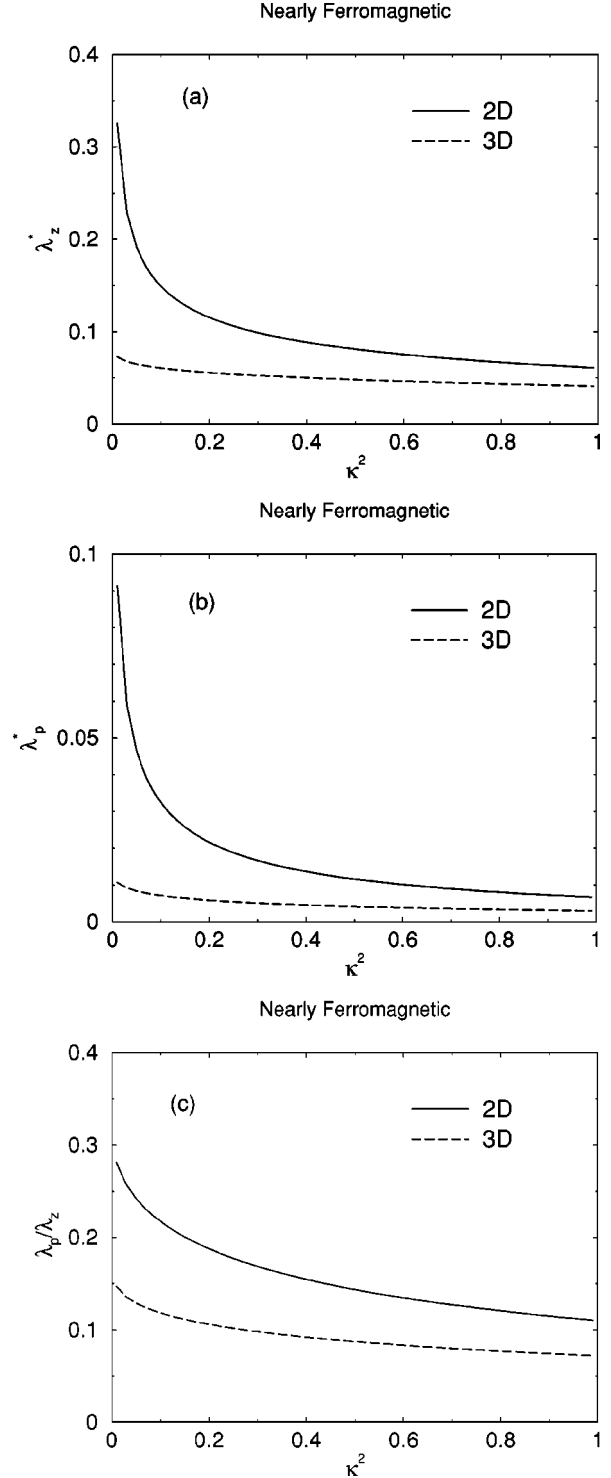 Nearly Ferromagnetic
0.4
(a)
2D
3D
0.3
λ*z
0.2
0.1
0
0 0.2 0.4 0.6 0.8 1
κ²
Nearly Ferromagnetic
0.1
(b)
2D
3D
λ*p
0.05
0
0 0.2 0.4 0.6 0.8 1
κ²
Nearly Ferromagnetic
0.4
(c)
2D
3D
0.3
λp/λz
0.2
0.1
0
0 0.2 0.4 0.6 0.8 1
κ²